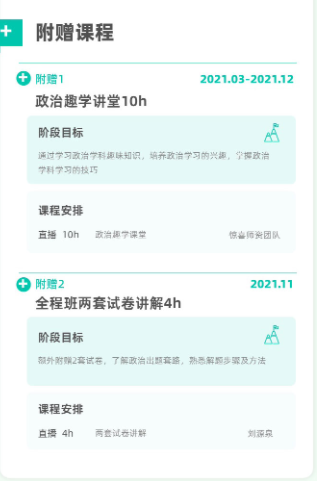 附赠课程
附赠1 2021.03-2021.12
政治趣学讲堂10h
阶段目标
通过学习政治学科趣味知识，培养政治学习的兴趣，掌握政治
学科学习的技巧
课程安排
直播 10h 政治趣学课堂 惊喜师资团队
附赠2 2021.11
全程班两套试卷讲解4h
阶段目标
额外附赠2套试卷，了解政治出题套路，熟悉解题步骤及方法
课程安排
直播 4h 两套试卷讲解 刘源泉